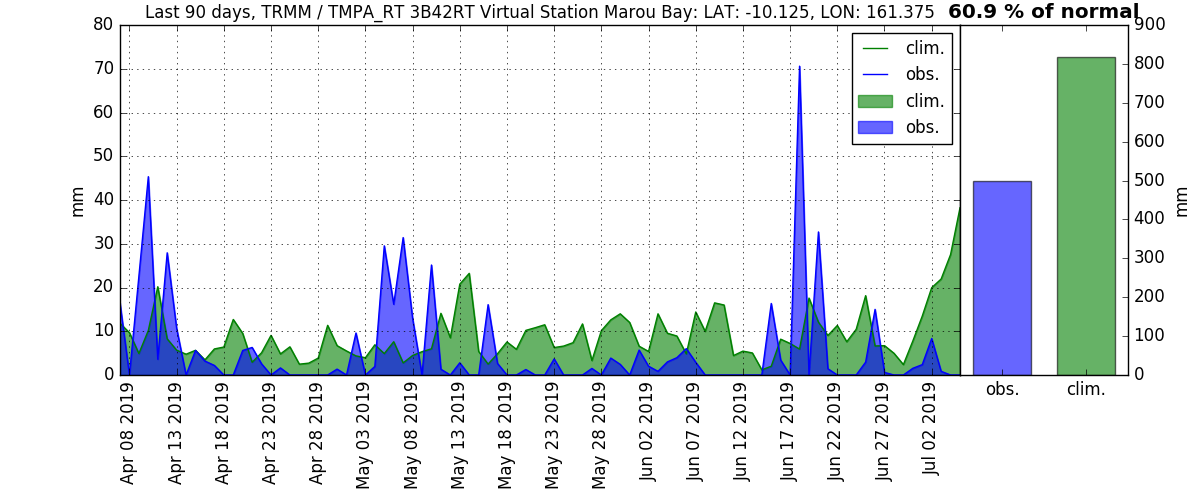 Last 90 days, TRMM / TMPA_RT 3B42RT Virtual Station Marou Bay: LAT: -10.125, LON: 161.375 60.9 % of normal
80
70
60
50
40
30
20
10
0
mm
clim.
obs.
clim.
obs.
Apr 08 2019
Apr 13 2019
Apr 18 2019
Apr 23 2019
Apr 28 2019
May 03 2019
May 08 2019
May 13 2019
May 18 2019
May 23 2019
May 28 2019
Jun 02 2019
Jun 07 2019
Jun 12 2019
Jun 17 2019
Jun 22 2019
Jun 27 2019
Jul 02 2019
900
800
700
600
500
400
300
200
100
0
mm
obs.
clim.